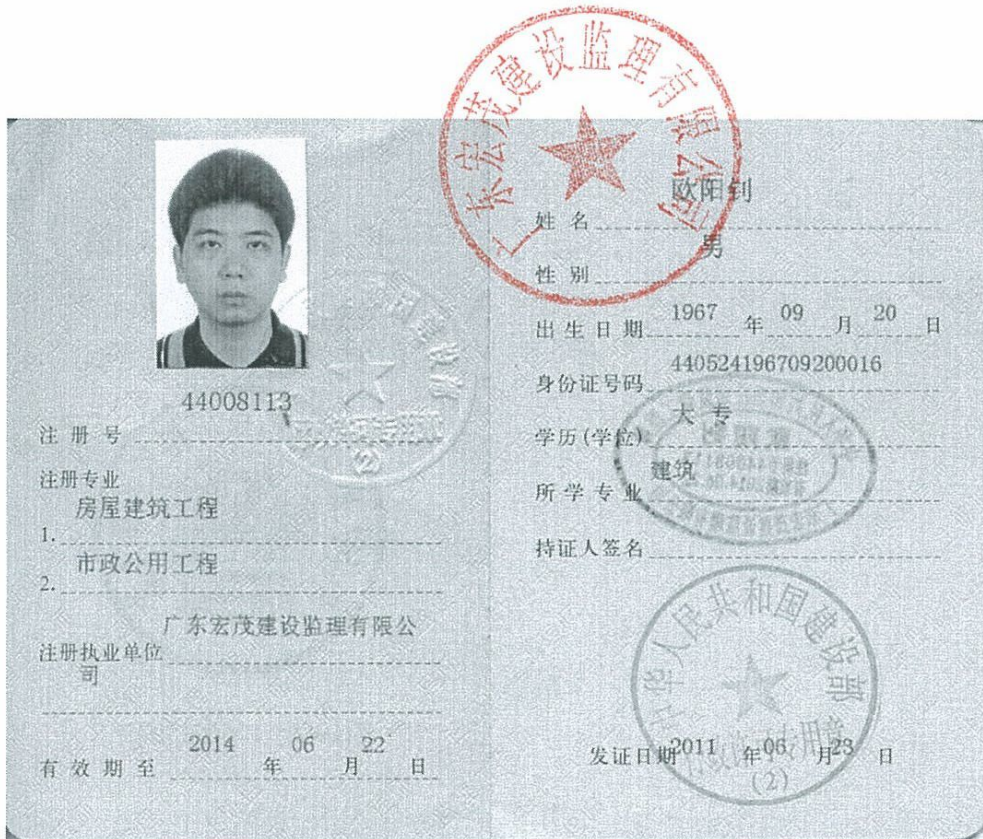 广东宏茂建设监理有限公司
44008113
注册号
注册专业
房屋建筑工程
1.
市政公用工程
2.
广东宏茂建设监理有限公
注册执业单位
司
2014 06 22
有效期至 年 月 日
欧阳钊
姓名
男
性别
出生日期 1967 年 09 月 20 日
440524196709200016
身份证号码
大专
学历(学位)
建筑
所学专业
持证人签名
中华人民共和国建设部
(2)
发证日期 2011 年 06 月 23 日